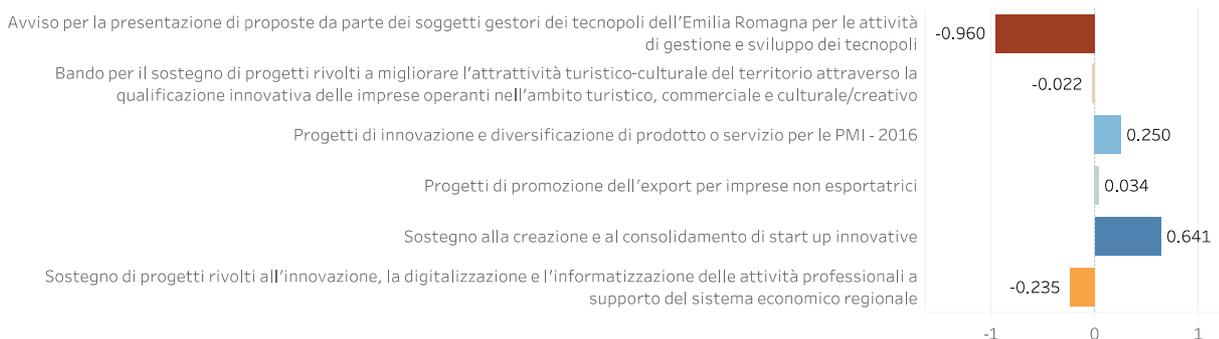 Avviso per la presentazione di proposte da parte dei soggetti gestori dei tecnopoli dell'Emilia Romagna per le attività
di gestione e sviluppo dei tecnopoli
-0.960
Bando per il sostegno di progetti rivolti a migliorare l'attrattività turistico-culturale del territorio attraverso la
qualificazione innovativa delle imprese operanti nell'ambito turistico, commerciale e culturale/creativo
-0.022
Progetti di innovazione e diversificazione di prodotto o servizio per le PMI - 2016
0.250
Progetti di promozione dell'export per imprese non esportatrici
0.034
Sostegno alla creazione e al consolidamento di start up innovative
0.641
Sostegno di progetti rivolti all'innovazione, la digitalizzazione e l'informatizzazione delle attività professionali a
supporto del sistema economico regionale
-0.235
-1 0 1